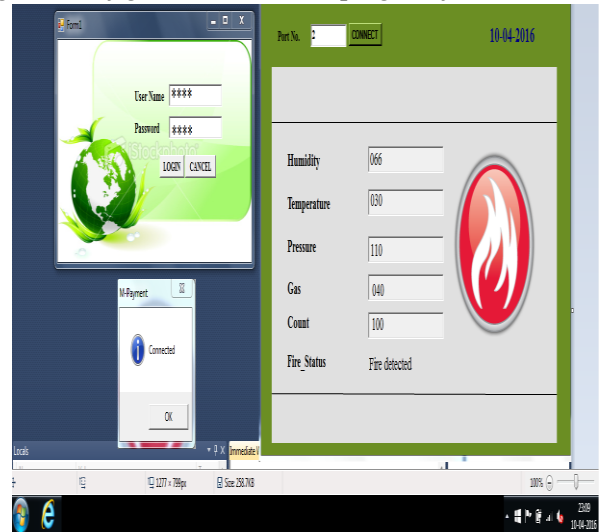 Form1
User Name ****
Password ****
iStockphoto
LOGIN CANCEL
Port No. 2 CONNECT 10-04-2016
Humidity 066
Temperature 030
Pressure 110
Gas 040
Count 100
Fire_Status Fire detected
M-Payment
Connected
OK
Locals
Immediate
1277 × 799px Size: 258.7KB 100%
23:09
10-04-2016